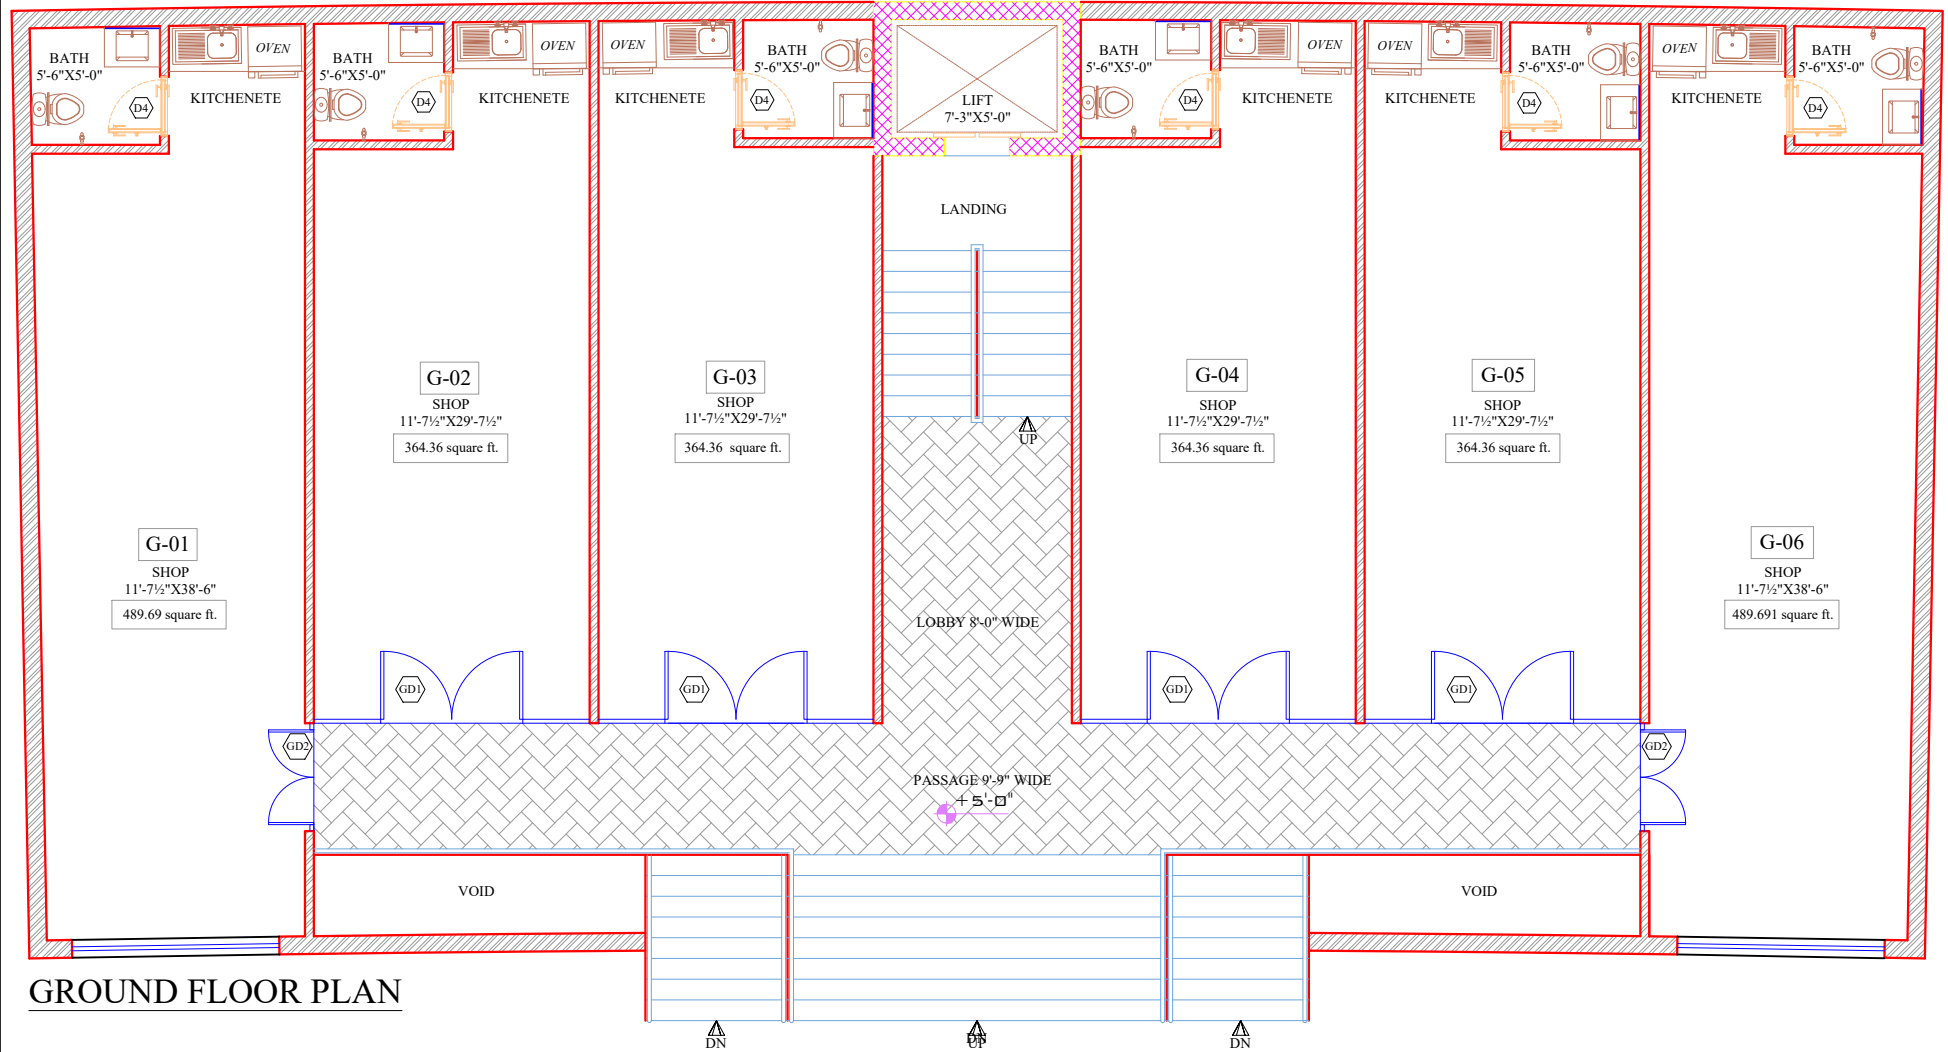 BATH
5'-6"X5'-0"
D4
OVEN
KITCHENETE
BATH
5'-6"X5'-0"
D4
OVEN
KITCHENETE
OVEN
KITCHENETE
BATH
5'-6"X5'-0"
D4
LIFT
7'-3"X5'-0"
BATH
5'-6"X5'-0"
D4
OVEN
KITCHENETE
OVEN
KITCHENETE
BATH
5'-6"X5'-0"
D4
OVEN
KITCHENETE
BATH
5'-6"X5'-0"
D4
LANDING
UP
G-01
SHOP
11'-7½"X38'-6"
489.69 square ft.
G-02
SHOP
11'-7½"X29'-7½"
364.36 square ft.
G-03
SHOP
11'-7½"X29'-7½"
364.36 square ft.
G-04
SHOP
11'-7½"X29'-7½"
364.36 square ft.
G-05
SHOP
11'-7½"X29'-7½"
364.36 square ft.
G-06
SHOP
11'-7½"X38'-6"
489.691 square ft.
LOBBY 8'-0" WIDE
GD1
GD1
GD1
GD1
GD2
GD2
PASSAGE 9'-9" WIDE
+5'-0"
VOID
VOID
GROUND FLOOR PLAN
DN
DN
UP
DN